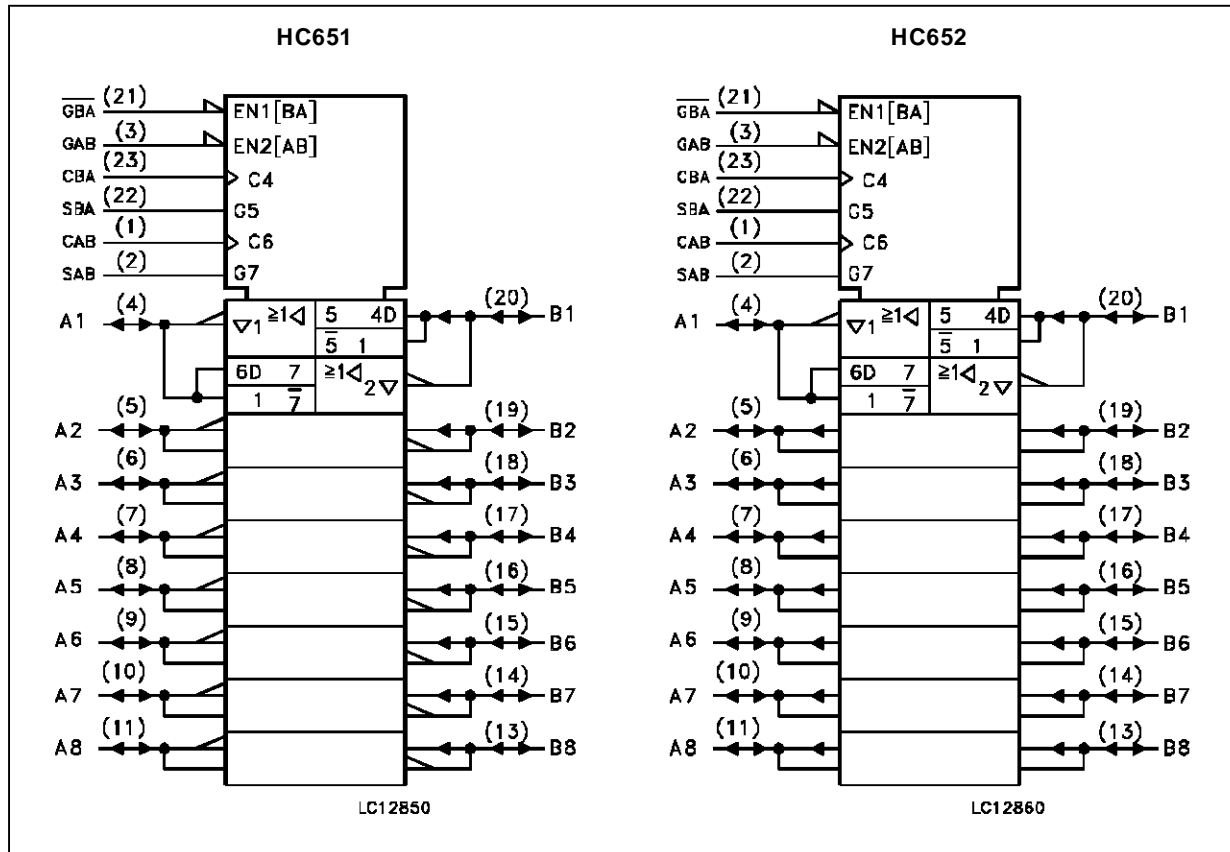 HC651
HC652
G̅B̅A̅ (21) EN1[BA]
GAB (3) EN2[AB]
CBA (23) C4
SBA (22) G5
CAB (1) C6
SAB (2) G7
A1 (4) ▽1 ≥1◁ 5 4D (20) B1
5̅ 1
6D 7 ≥1◁ 2▽
1 7̅
A2 (5) (19) B2
A3 (6) (18) B3
A4 (7) (17) B4
A5 (8) (16) B5
A6 (9) (15) B6
A7 (10) (14) B7
A8 (11) (13) B8
LC12850
G̅B̅A̅ (21) EN1[BA]
GAB (3) EN2[AB]
CBA (23) C4
SBA (22) G5
CAB (1) C6
SAB (2) G7
A1 (4) ▽1 ≥1◁ 5 4D (20) B1
5̅ 1
6D 7 ≥1◁ 2▽
1 7̅
A2 (5) (19) B2
A3 (6) (18) B3
A4 (7) (17) B4
A5 (8) (16) B5
A6 (9) (15) B6
A7 (10) (14) B7
A8 (11) (13) B8
LC12860